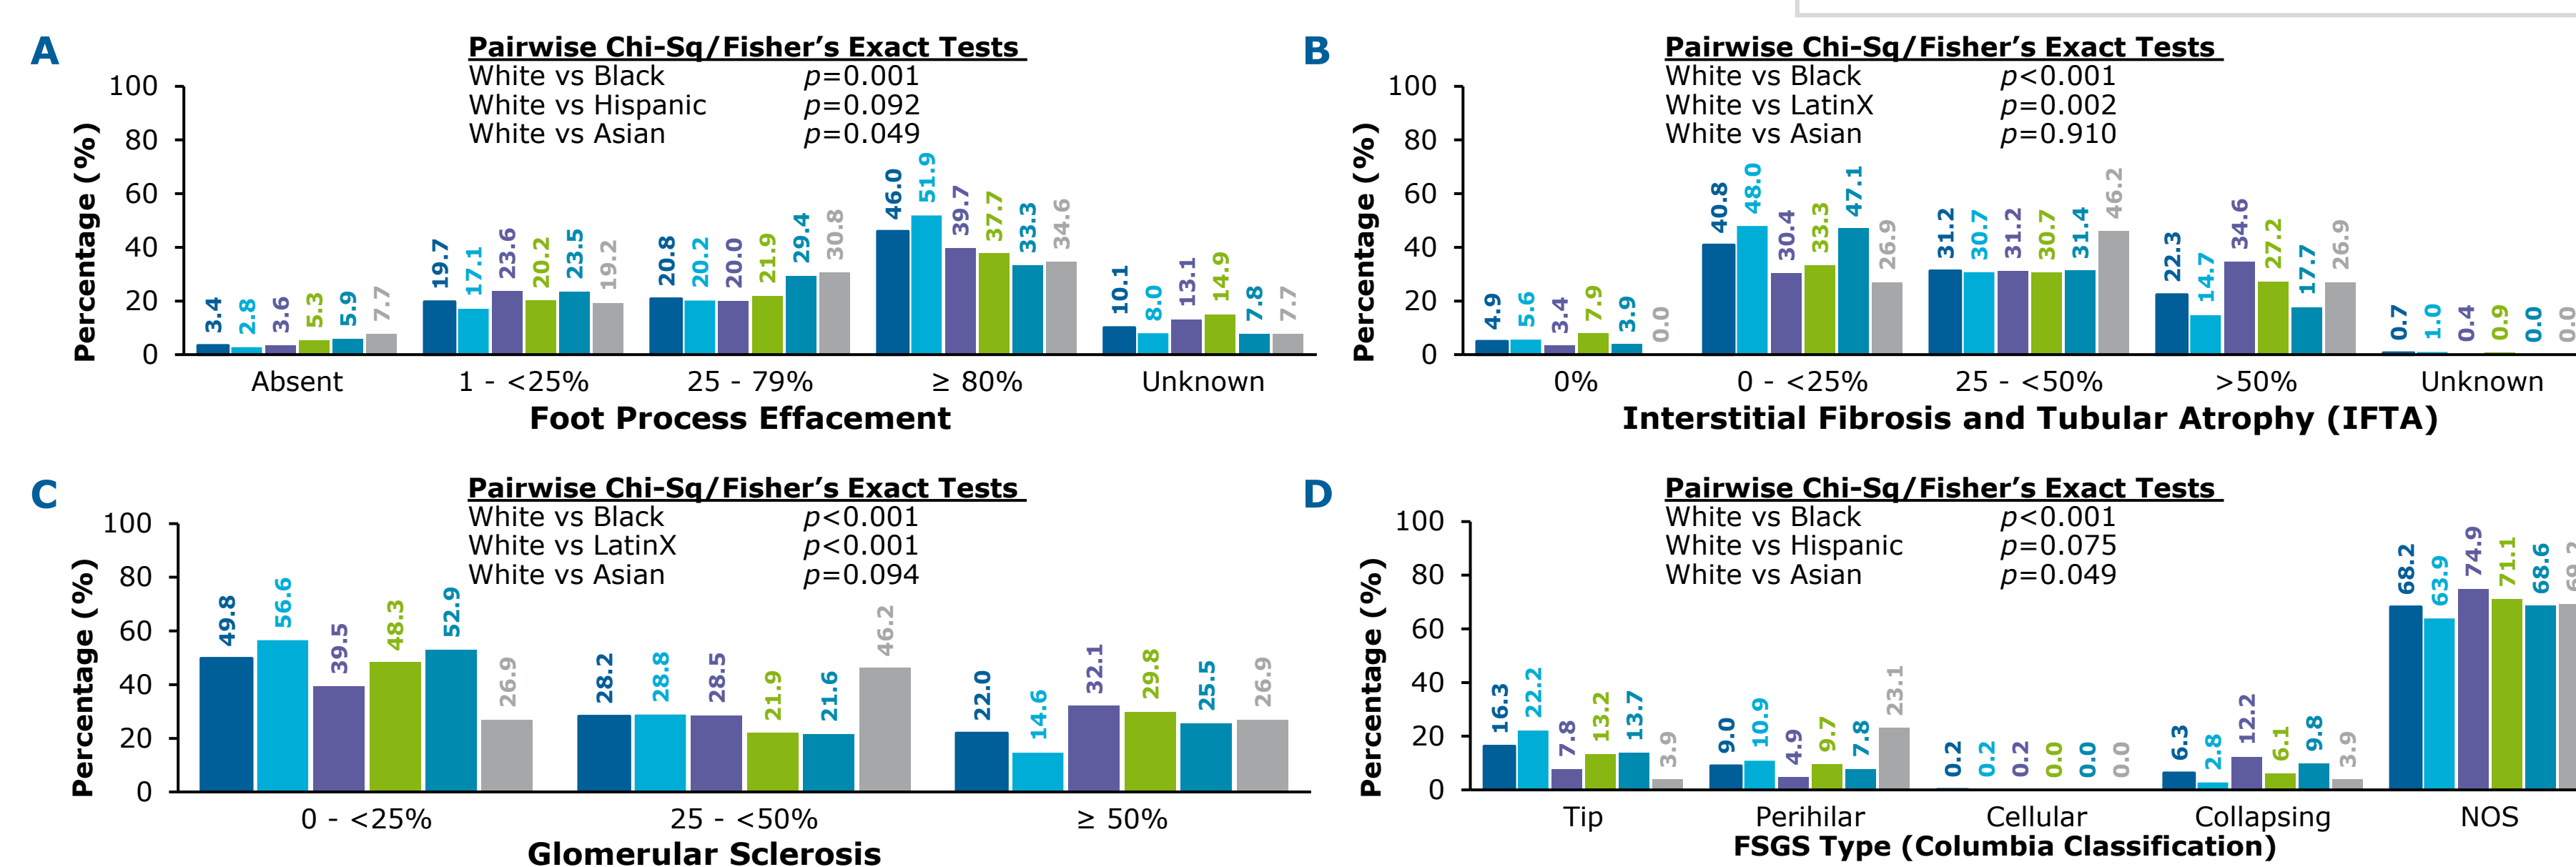 A
Pairwise Chi-Sq/Fisher’s Exact Tests
White vs Black p=0.001
White vs Hispanic p=0.092
White vs Asian p=0.049
Percentage (%)
100
80
60
40
20
0
3.4 2.8 3.6 5.3 5.9 7.7
19.7 17.1 23.6 20.2 23.5 19.2
20.8 20.2 20.0 21.9 29.4 30.8
46.0 51.9 39.7 37.7 33.3 34.6
10.1 8.0 13.1 14.9 7.8 7.7
Absent 1 - <25% 25 - 79% ≥ 80% Unknown
Foot Process Effacement
B
Pairwise Chi-Sq/Fisher’s Exact Tests
White vs Black p<0.001
White vs LatinX p=0.002
White vs Asian p=0.910
Percentage (%)
100
80
60
40
20
0
4.9 5.6 3.4 7.9 3.9 0.0
40.8 48.0 30.4 33.3 47.1 26.9
31.2 30.7 31.2 30.7 31.4 46.2
22.3 14.7 34.6 27.2 17.7 26.9
0.7 1.0 0.4 0.9 0.0 0.0
0% 0 - <25% 25 - <50% >50% Unknown
Interstitial Fibrosis and Tubular Atrophy (IFTA)
C
Pairwise Chi-Sq/Fisher’s Exact Tests
White vs Black p<0.001
White vs LatinX p<0.001
White vs Asian p=0.094
Percentage (%)
100
80
60
40
20
0
49.8 56.6 39.5 48.3 52.9 26.9
28.2 28.8 28.5 21.9 21.6 46.2
22.0 14.6 32.1 29.8 25.5 26.9
0 - <25% 25 - <50% ≥ 50%
Glomerular Sclerosis
D
Pairwise Chi-Sq/Fisher’s Exact Tests
White vs Black p<0.001
White vs Hispanic p=0.075
White vs Asian p=0.049
Percentage (%)
100
80
60
40
20
0
16.3 22.2 7.8 13.2 13.7 3.9
9.0 10.9 4.9 9.7 7.8 23.1
0.2 0.2 0.2 0.0 0.0 0.0
6.3 2.8 12.2 6.1 9.8 3.9
68.2 63.9 74.9 71.1 68.6
Tip Perihilar Cellular Collapsing NOS
FSGS Type (Columbia Classification)